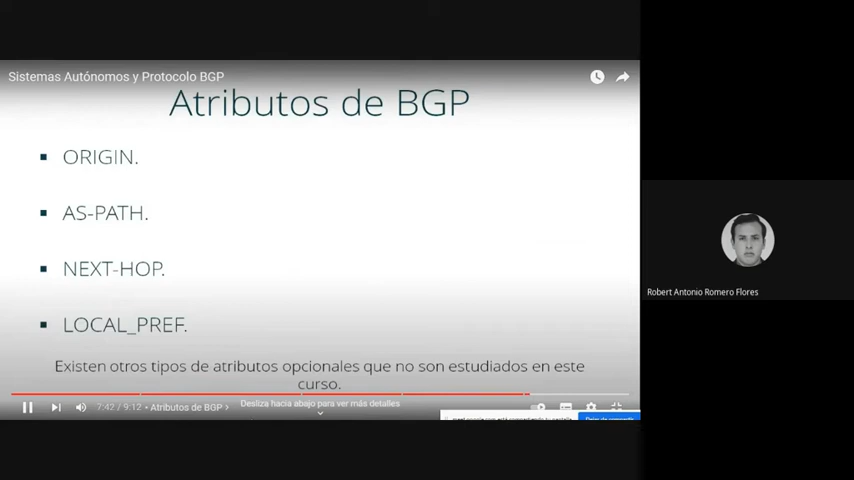 Sistemas Autónomos y Protocolo BGP
Atributos de BGP
▪ ORIGIN.
▪ AS-PATH.
▪ NEXT-HOP.
▪ LOCAL_PREF.
Existen otros tipos de atributos opcionales que no son estudiados en este
curso.
7:42 / 9:12 • Atributos de BGP >
Desliza hacia abajo para ver más detalles
Robert Antonio Romero Flores